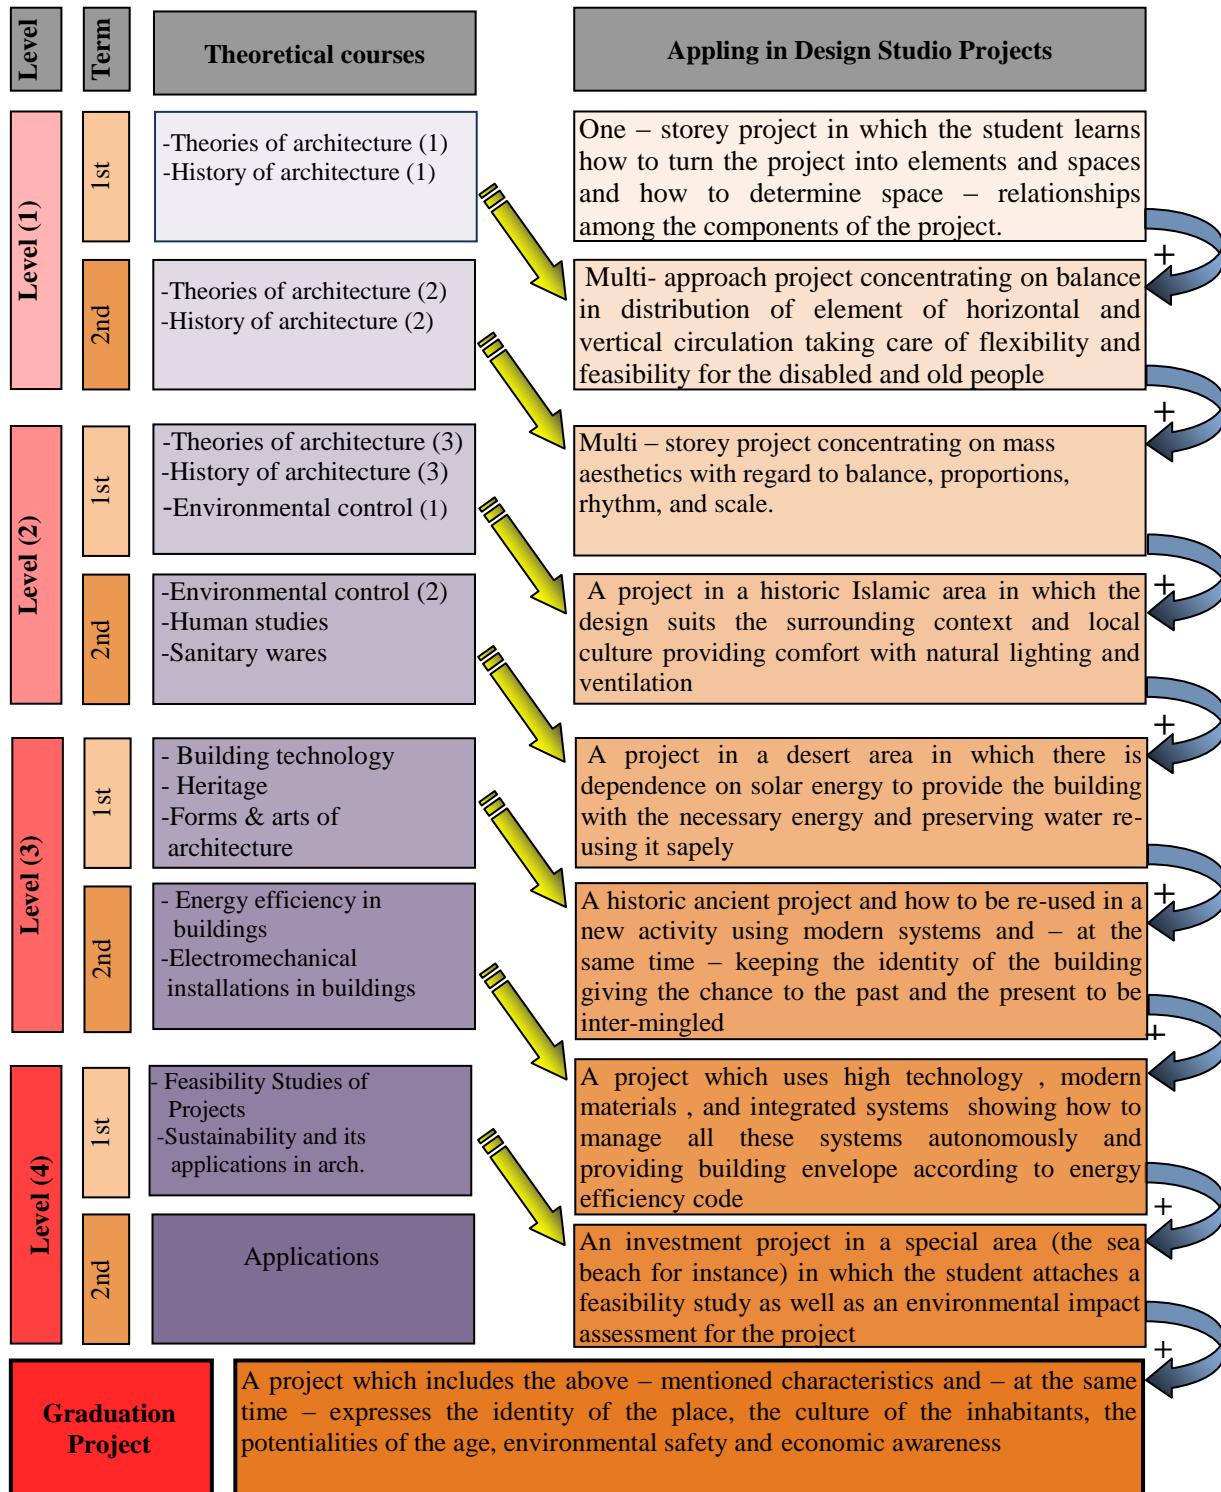 Level
Term
Theoretical courses
Appling in Design Studio Projects
Level (1)
1st
-Theories of architecture (1)
-History of architecture (1)
One – storey project in which the student learns
how to turn the project into elements and spaces
and how to determine space – relationships
among the components of the project.
+
2nd
-Theories of architecture (2)
-History of architecture (2)
Multi- approach project concentrating on balance
in distribution of element of horizontal and
vertical circulation taking care of flexibility and
feasibility for the disabled and old people
+
Level (2)
1st
-Theories of architecture (3)
-History of architecture (3)
-Environmental control (1)
Multi – storey project concentrating on mass
aesthetics with regard to balance, proportions,
rhythm, and scale.
+
2nd
-Environmental control (2)
-Human studies
-Sanitary wares
A project in a historic Islamic area in which the
design suits the surrounding context and local
culture providing comfort with natural lighting and
ventilation
+
Level (3)
1st
- Building technology
- Heritage
-Forms & arts of
architecture
A project in a desert area in which there is
dependence on solar energy to provide the building
with the necessary energy and preserving water re-
using it sapely
+
2nd
- Energy efficiency in
buildings
-Electromechanical
installations in buildings
A historic ancient project and how to be re-used in a
new activity using modern systems and – at the
same time – keeping the identity of the building
giving the chance to the past and the present to be
inter-mingled
+
Level (4)
1st
- Feasibility Studies of
Projects
-Sustainability and its
applications in arch.
A project which uses high technology , modern
materials , and integrated systems showing how to
manage all these systems autonomously and
providing building envelope according to energy
efficiency code
+
2nd
Applications
An investment project in a special area (the sea
beach for instance) in which the student attaches a
feasibility study as well as an environmental impact
assessment for the project
+
Graduation
Project
A project which includes the above – mentioned characteristics and – at the same
time – expresses the identity of the place, the culture of the inhabitants, the
potentialities of the age, environmental safety and economic awareness